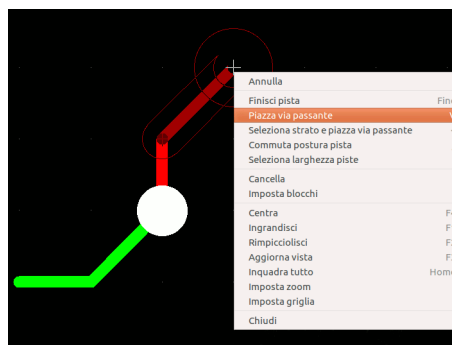 Annulla
Finisci pista
Piazza via passante
Seleziona strato e piazza via passante
Commuta postura pista
Seleziona larghezza piste
Cancella
Imposta blocchi
Centra
Ingrandisci
Rimpicciolisci
Aggiorna vista
Inquadra tutto Home
Imposta zoom
Imposta griglia
Chiudi